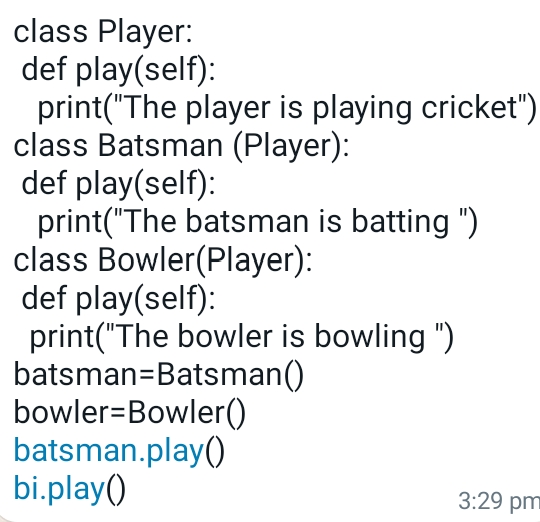 class Player:
 def play(self):
  print("The player is playing cricket")
class Batsman (Player):
 def play(self):
  print("The batsman is batting ")
class Bowler(Player):
 def play(self):
  print("The bowler is bowling ")
batsman=Batsman()
bowler=Bowler()
batsman.play()
bi.play()
3:29 pm